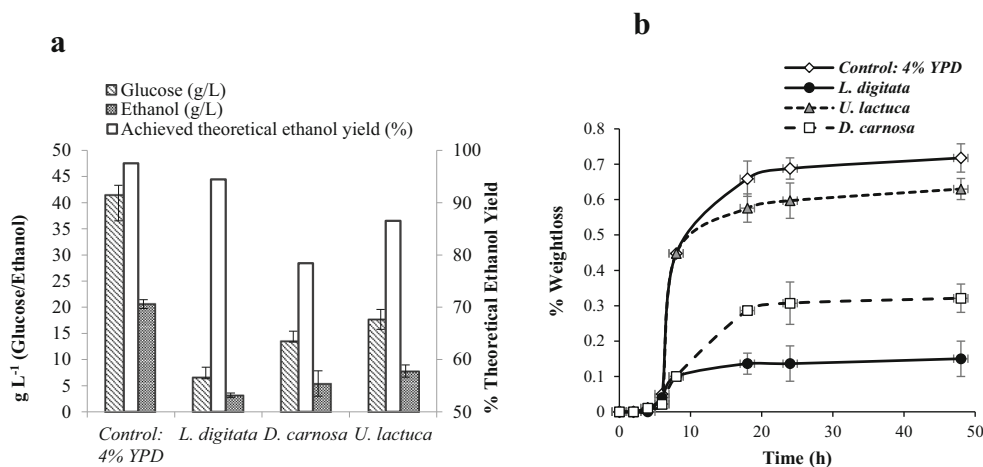 a
Glucose (g/L)
Ethanol (g/L)
Achieved theoretical ethanol yield (%)
50
45
40
35
30
25
20
15
10
5
0
g L⁻¹ (Glucose/Ethanol)
100
90
80
70
60
50
% Theoretical Ethanol Yield
Control:
4% YPD
L. digitata
D. carnosa
U. lactuca
b
Control: 4% YPD
L. digitata
U. lactuca
D. carnosa
0.8
0.7
0.6
0.5
0.4
0.3
0.2
0.1
0
% Weightloss
0
10
20
30
40
50
Time (h)